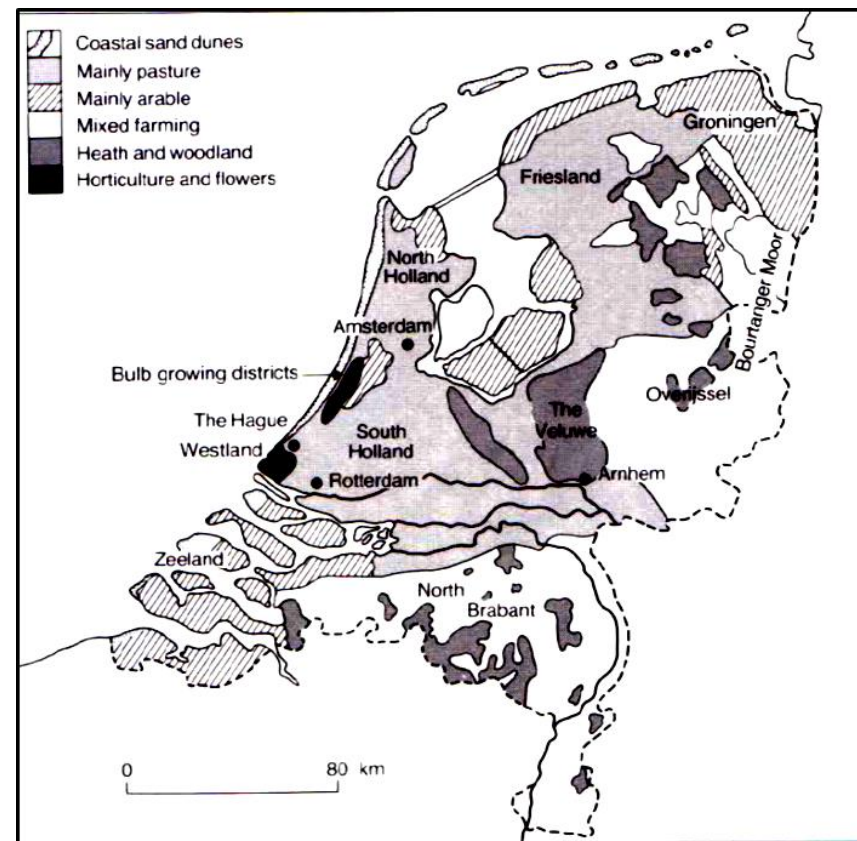 Coastal sand dunes
Mainly pasture
Mainly arable
Mixed farming
Heath and woodland
Horticulture and flowers
Groningen
Friesland
North
Holland
Bourtanger Moor
Amsterdam
Bulb growing districts
Overijssel
The Hague
The
Veluwe
Westland
South
Holland
Arnhem
Rotterdam
Zeeland
North
Brabant
0 80 km